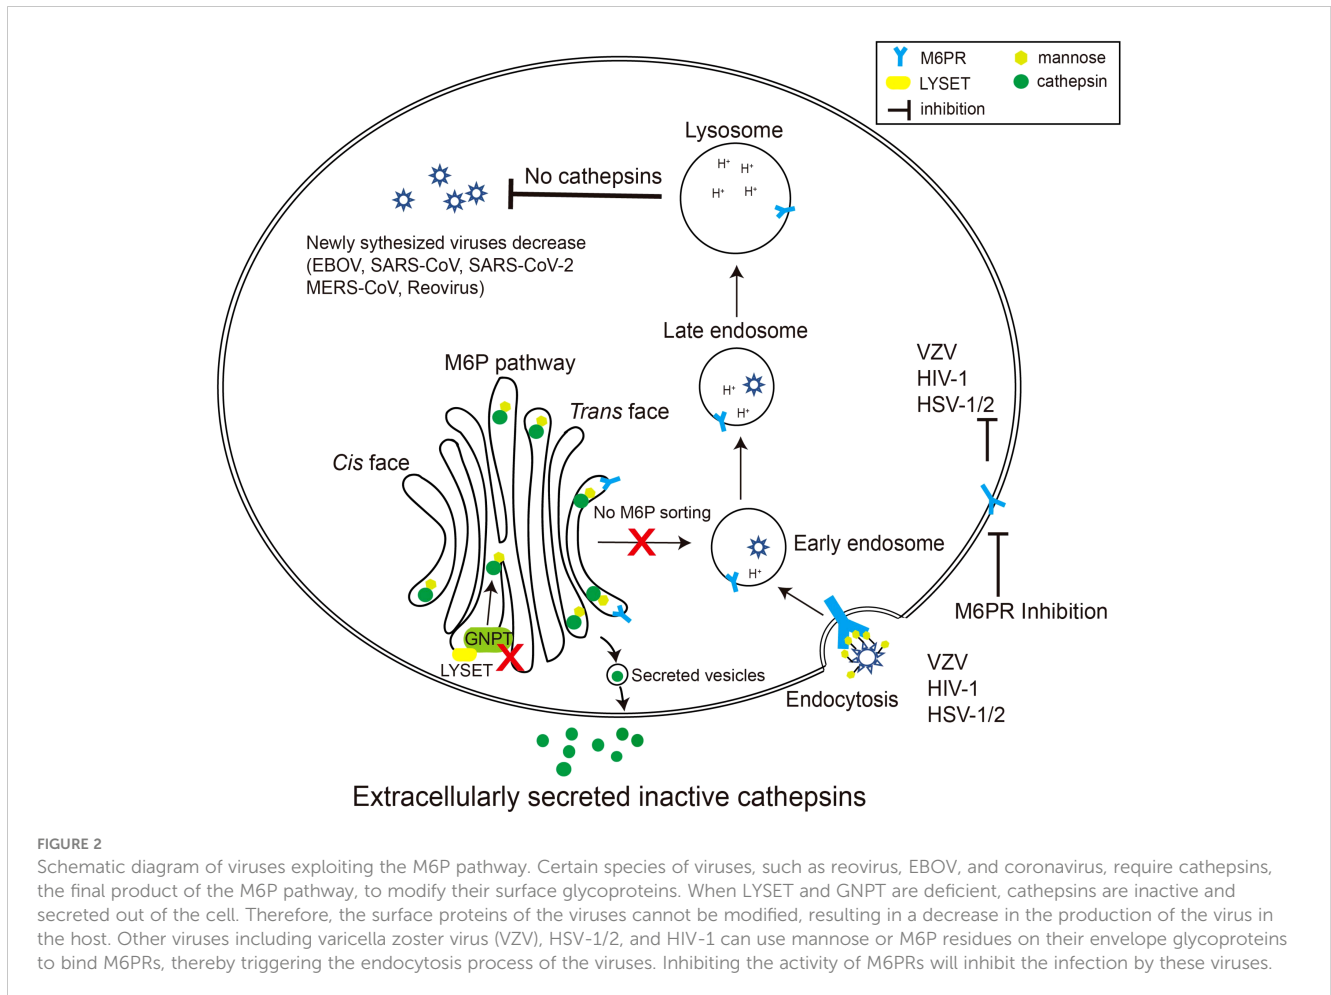 M6PR
mannose
LYSET
cathepsin
inhibition
Lysosome
H⁺ H⁺
H⁺ H⁺
No cathepsins
Newly sythesized viruses decrease
(EBOV, SARS-CoV, SARS-CoV-2
MERS-CoV, Reovirus)
Late endosome
H⁺
H⁺
VZV
HIV-1
HSV-1/2
M6P pathway
Trans face
Cis face
No M6P sorting
Early endosome
H⁺
M6PR Inhibition
GNPT
LYSET
Secreted vesicles
Endocytosis
VZV
HIV-1
HSV-1/2
Extracellularly secreted inactive cathepsins
FIGURE 2
Schematic diagram of viruses exploiting the M6P pathway. Certain species of viruses, such as reovirus, EBOV, and coronavirus, require cathepsins,
the final product of the M6P pathway, to modify their surface glycoproteins. When LYSET and GNPT are deficient, cathepsins are inactive and
secreted out of the cell. Therefore, the surface proteins of the viruses cannot be modified, resulting in a decrease in the production of the virus in
the host. Other viruses including varicella zoster virus (VZV), HSV-1/2, and HIV-1 can use mannose or M6P residues on their envelope glycoproteins
to bind M6PRs, thereby triggering the endocytosis process of the viruses. Inhibiting the activity of M6PRs will inhibit the infection by these viruses.